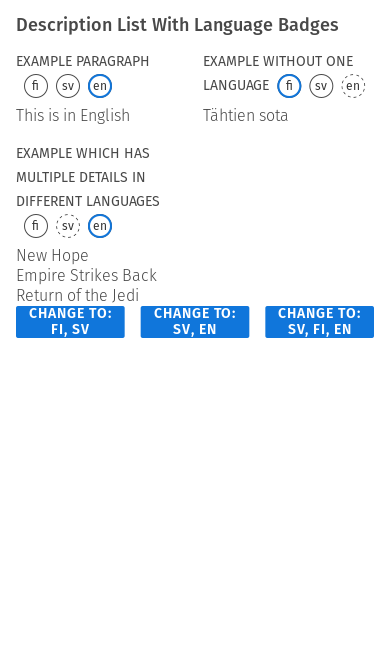 Description List With Language Badges
EXAMPLE PARAGRAPH
fi sv en
This is in English
EXAMPLE WITHOUT ONE
LANGUAGE fi sv en
Tähtien sota
EXAMPLE WHICH HAS
MULTIPLE DETAILS IN
DIFFERENT LANGUAGES
fi sv en
New Hope
Empire Strikes Back
Return of the Jedi
CHANGE TO:
FI, SV
CHANGE TO:
SV, EN
CHANGE TO:
SV, FI, EN